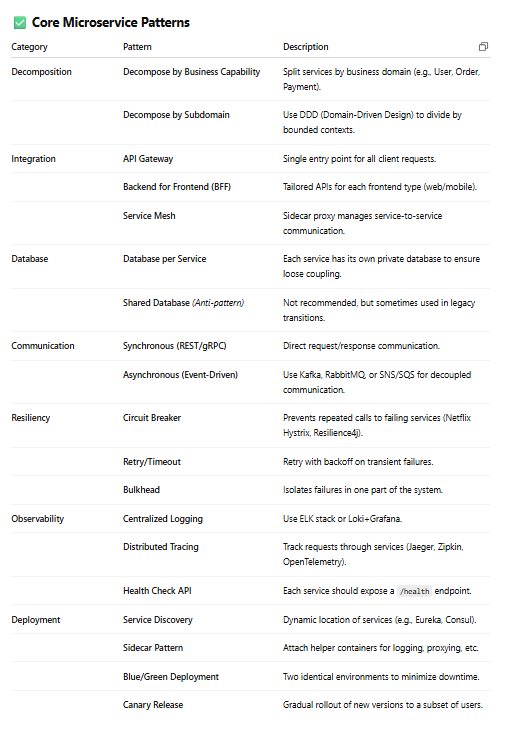 ✅ Core Microservice Patterns
Category Pattern Description
Decomposition Decompose by Business Capability Split services by business domain (e.g., User, Order,
Payment).
Decompose by Subdomain Use DDD (Domain-Driven Design) to divide by
bounded contexts.
Integration API Gateway Single entry point for all client requests.
Backend for Frontend (BFF) Tailored APIs for each frontend type (web/mobile).
Service Mesh Sidecar proxy manages service-to-service
communication.
Database Database per Service Each service has its own private database to ensure
loose coupling.
Shared Database (Anti-pattern) Not recommended, but sometimes used in legacy
transitions.
Communication Synchronous (REST/gRPC) Direct request/response communication.
Asynchronous (Event-Driven) Use Kafka, RabbitMQ, or SNS/SQS for decoupled
communication.
Resiliency Circuit Breaker Prevents repeated calls to failing services (Netflix
Hystrix, Resilience4j).
Retry/Timeout Retry with backoff on transient failures.
Bulkhead Isolates failures in one part of the system.
Observability Centralized Logging Use ELK stack or Loki+Grafana.
Distributed Tracing Track requests through services (Jaeger, Zipkin,
OpenTelemetry).
Health Check API Each service should expose a /health endpoint.
Deployment Service Discovery Dynamic location of services (e.g., Eureka, Consul).
Sidecar Pattern Attach helper containers for logging, proxying, etc.
Blue/Green Deployment Two identical environments to minimize downtime.
Canary Release Gradual rollout of new versions to a subset of users.